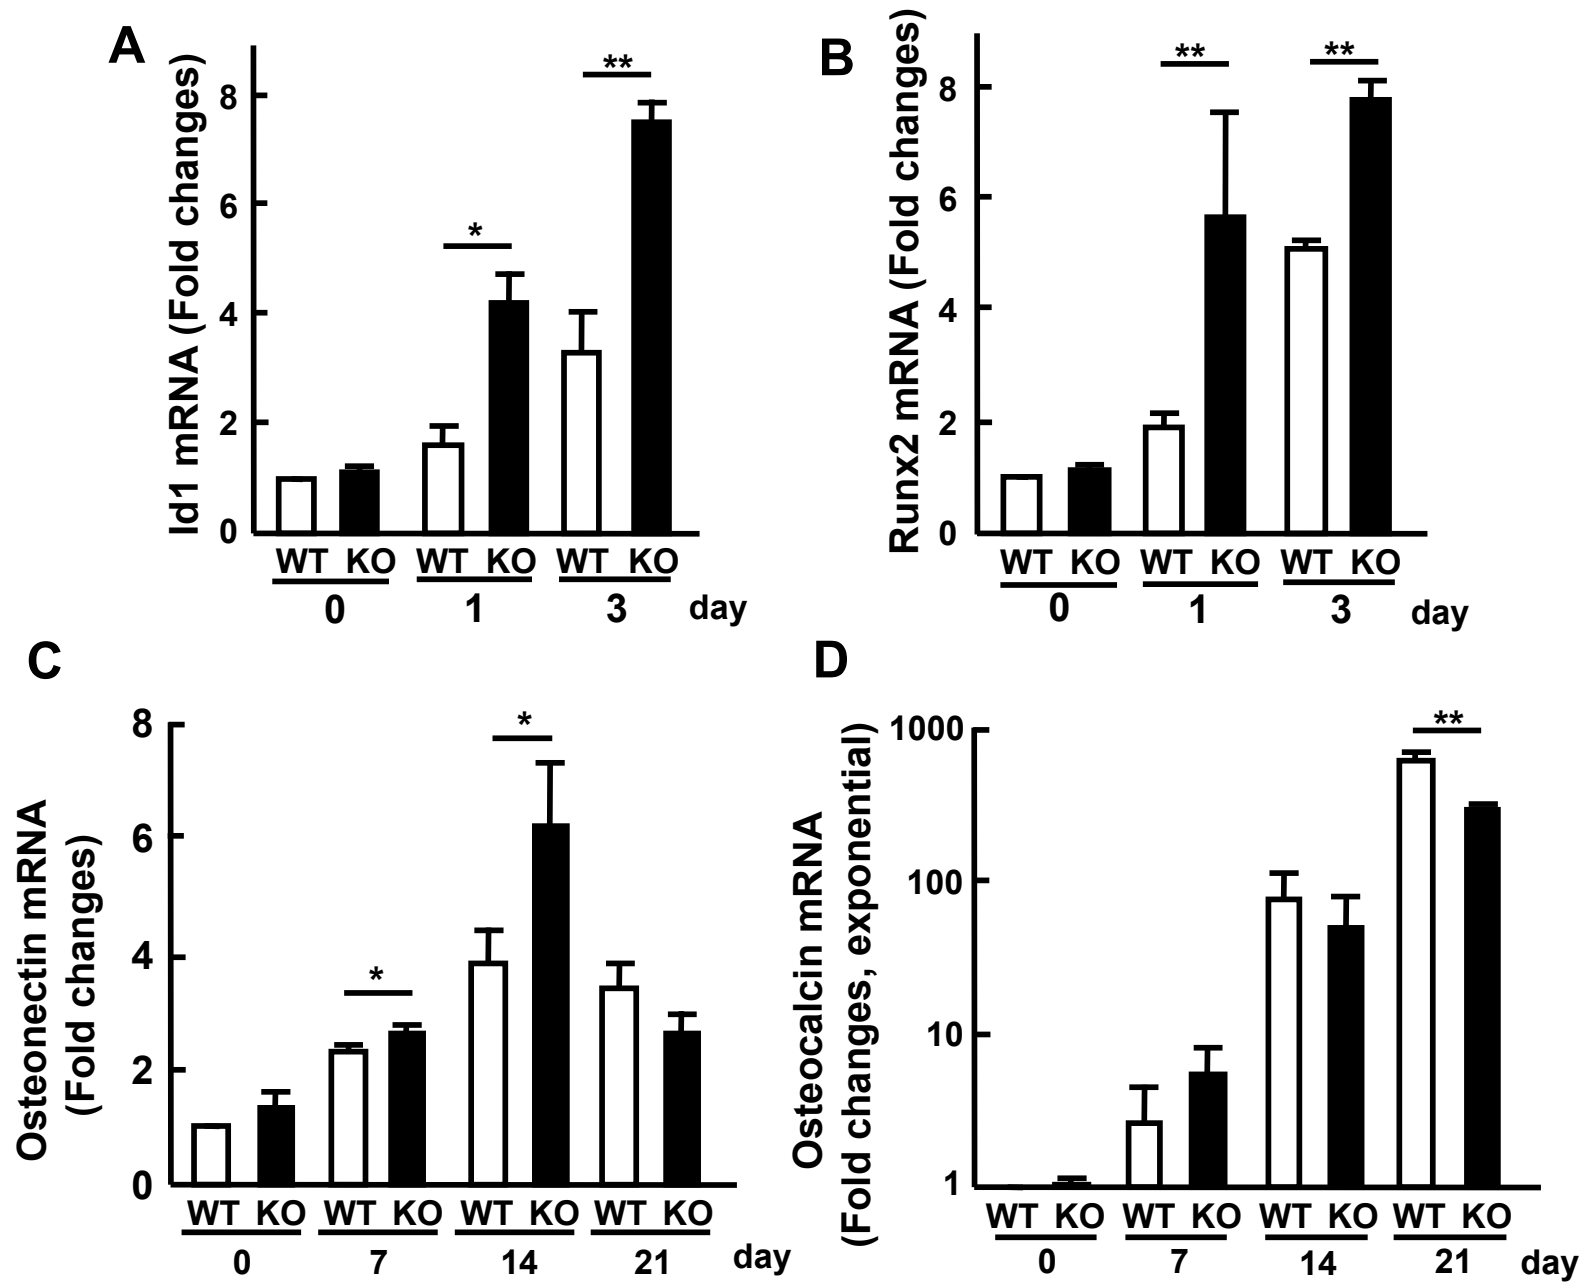 A
Id1 mRNA (Fold changes)
8
6
4
2
0
*
**
WT KO WT KO WT KO
0 1 3 day
B
Runx2 mRNA (Fold changes)
8
6
4
2
0
**
**
WT KO WT KO WT KO
0 1 3 day
C
Osteonectin mRNA
(Fold changes)
8
6
4
2
0
*
*
WT KO WT KO WT KO WT KO
0 7 14 21 day
D
Osteocalcin mRNA
(Fold changes, exponential)
1000
100
10
1
**
WT KO WT KO WT KO WT KO
0 7 14 21 day